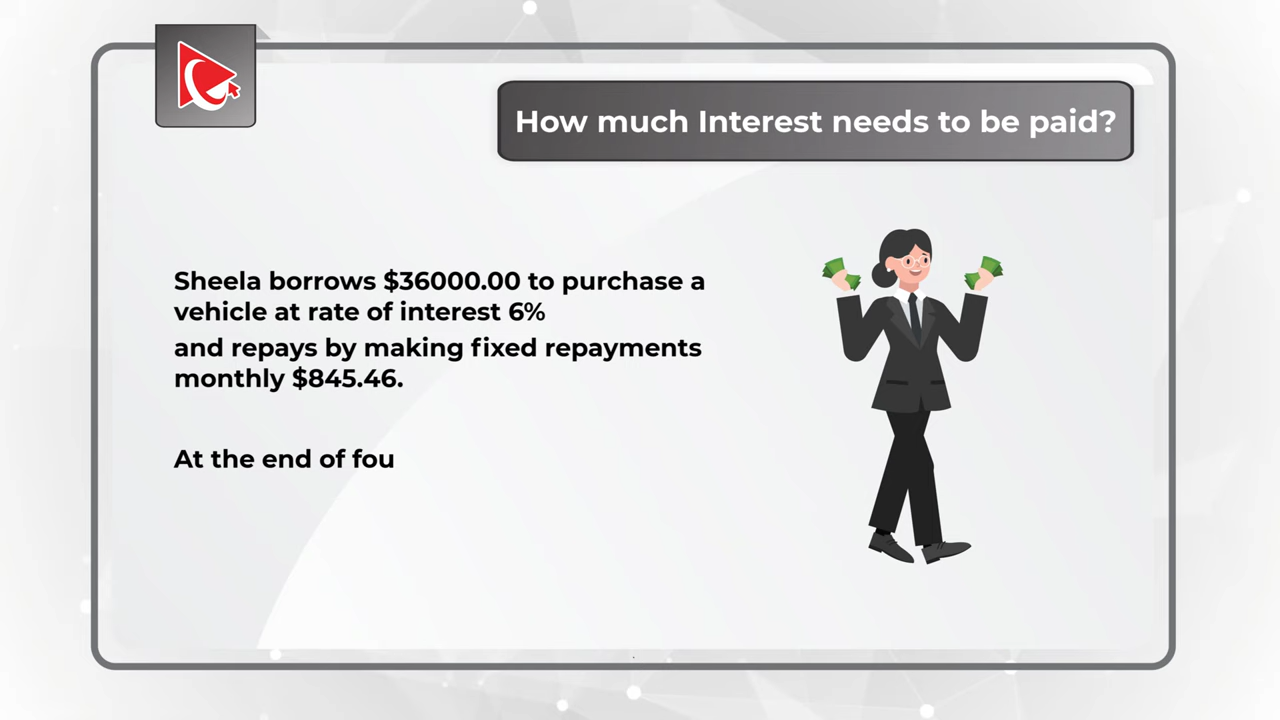 How much Interest needs to be paid?
Sheela borrows $36000.00 to purchase a
vehicle at rate of interest 6%
and repays by making fixed repayments
monthly $845.46.
At the end of fou